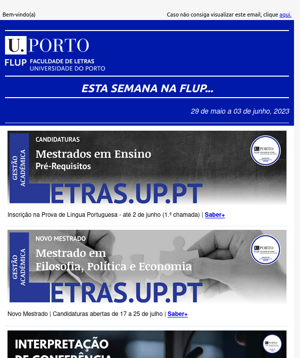 Bem-vindo(a)
Caso não consiga visualizar este email, clique aqui.
U.PORTO
FLUP FACULDADE DE LETRAS
UNIVERSIDADE DO PORTO
ESTA SEMANA NA FLUP...
29 de maio a 03 de junho, 2023
GESTÃO
ACADÉMICA
CANDIDATURAS
Mestrados em Ensino
Pré-Requisitos
U.PORTO
LETRAS.UP.PT
Inscrição na Prova de Língua Portuguesa - até 2 de junho (1.ª chamada) | Saber+
GESTÃO
ACADÉMICA
NOVO MESTRADO
Mestrado em
Filosofia, Política e Economia
U.PORTO
LETRAS.UP.PT
Novo Mestrado | Candidaturas abertas de 17 a 25 de julho | Saber+
INTERPRETAÇÃO
DE CONFERÊNCIA